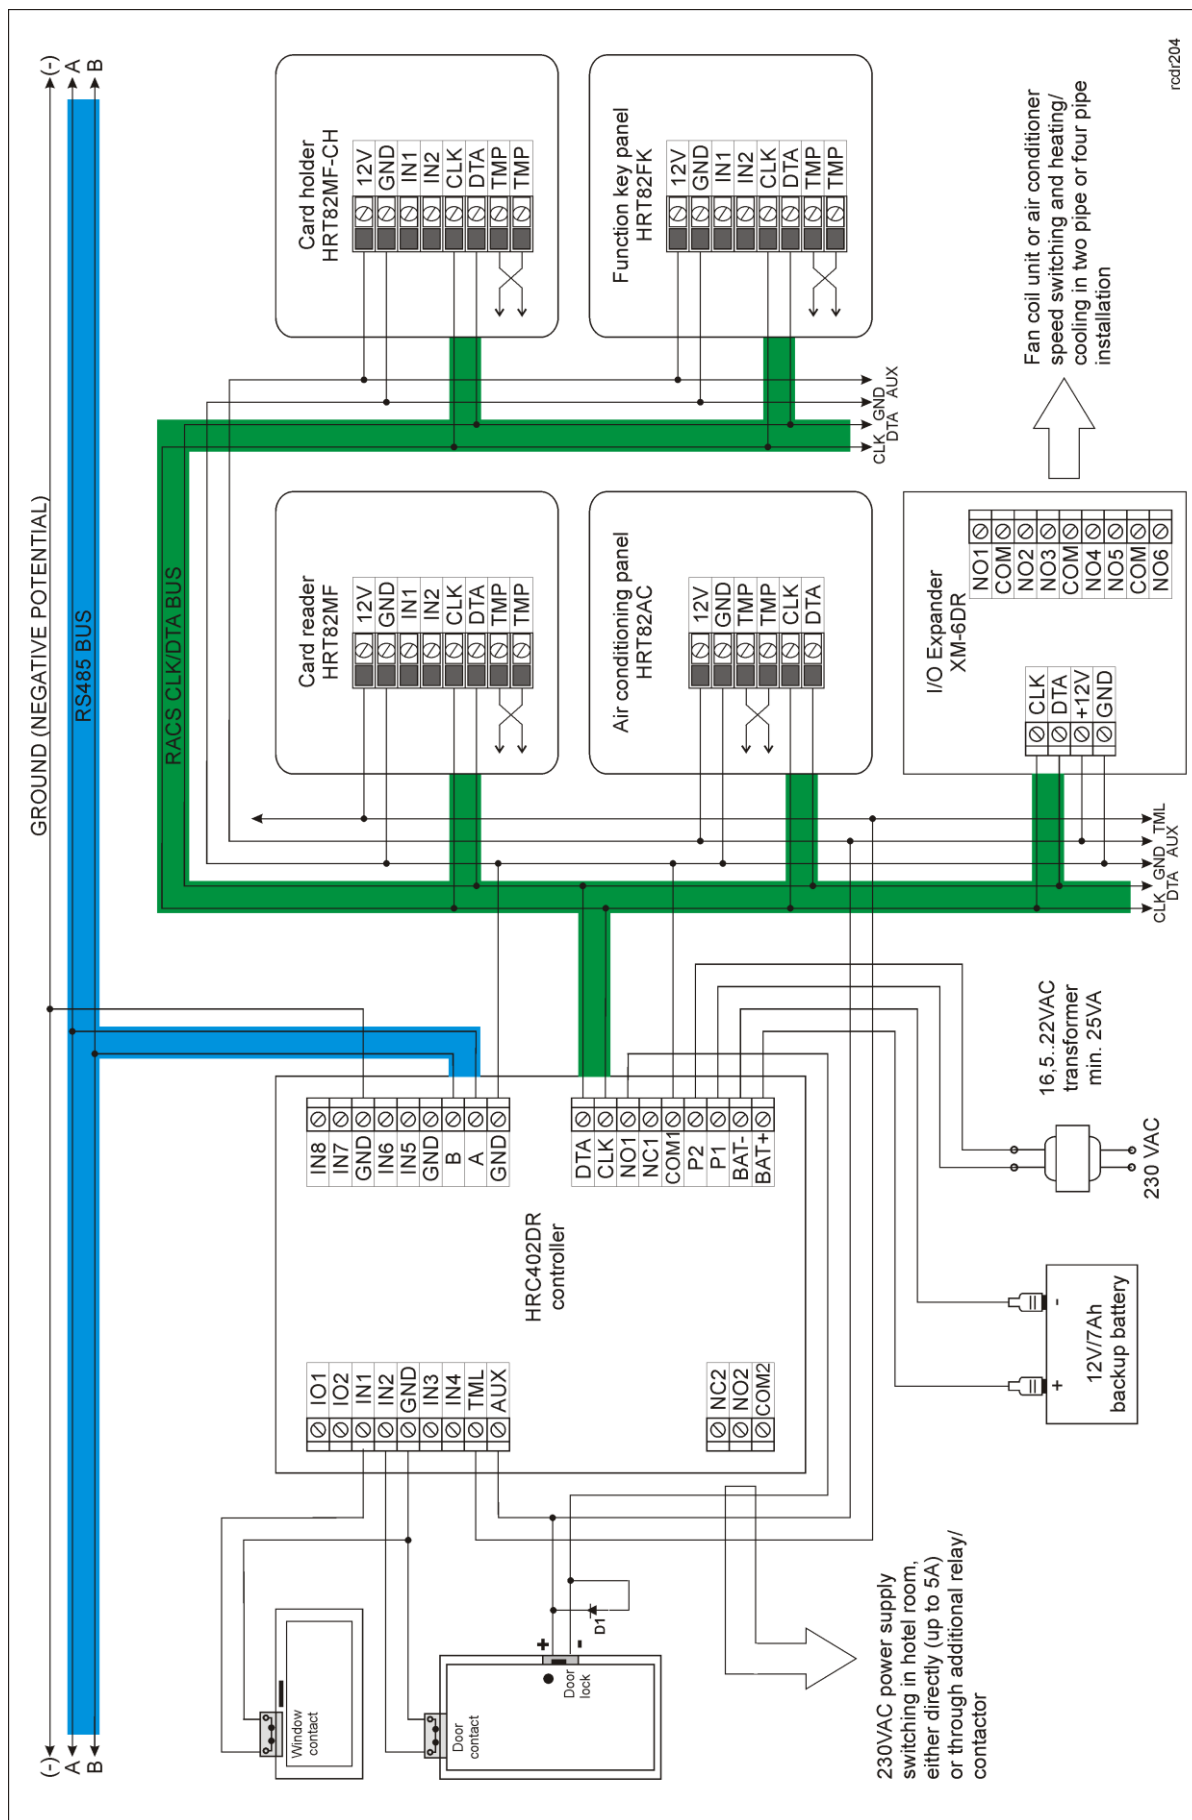 (-)
A
B
GROUND (NEGATIVE POTENTIAL)
RS485 BUS
(-)
A
B
RACS CLK/DTA BUS
Window
contact
Door
contact
Door
lock
+
-
D1
IO1
IO2
IN1
IN2
GND
IN3
IN4
TML
AUX
NC2
NO2
COM2
HRC402DR
controller
IN8
IN7
GND
IN6
IN5
GND
B
A
GND
DTA
CLK
NO1
NC1
COM1
P2
P1
BAT-
BAT+
230VAC power supply
switching in hotel room,
either directly (up to 5A)
or through additional relay/
contactor
+
-
12V/7Ah
backup battery
16,5..22VAC
transformer
min. 25VA
230 VAC
Card reader
HRT82MF
12V
GND
IN1
IN2
CLK
DTA
TMP
TMP
Air conditioning panel
HRT82AC
12V
GND
TMP
TMP
CLK
DTA
I/O Expander
XM-6DR
CLK
DTA
+12V
GND
NO1
COM
NO2
NO3
COM
NO4
NO5
COM
NO6
TML
AUX
GND
DTA
CLK
Card holder
HRT82MF-CH
12V
GND
IN1
IN2
CLK
DTA
TMP
TMP
Function key panel
HRT82FK
12V
GND
IN1
IN2
CLK
DTA
TMP
TMP
AUX
GND
DTA
CLK
Fan coil unit or air conditioner
speed switching and heating/
cooling in two pipe or four pipe
installation
rcdr204